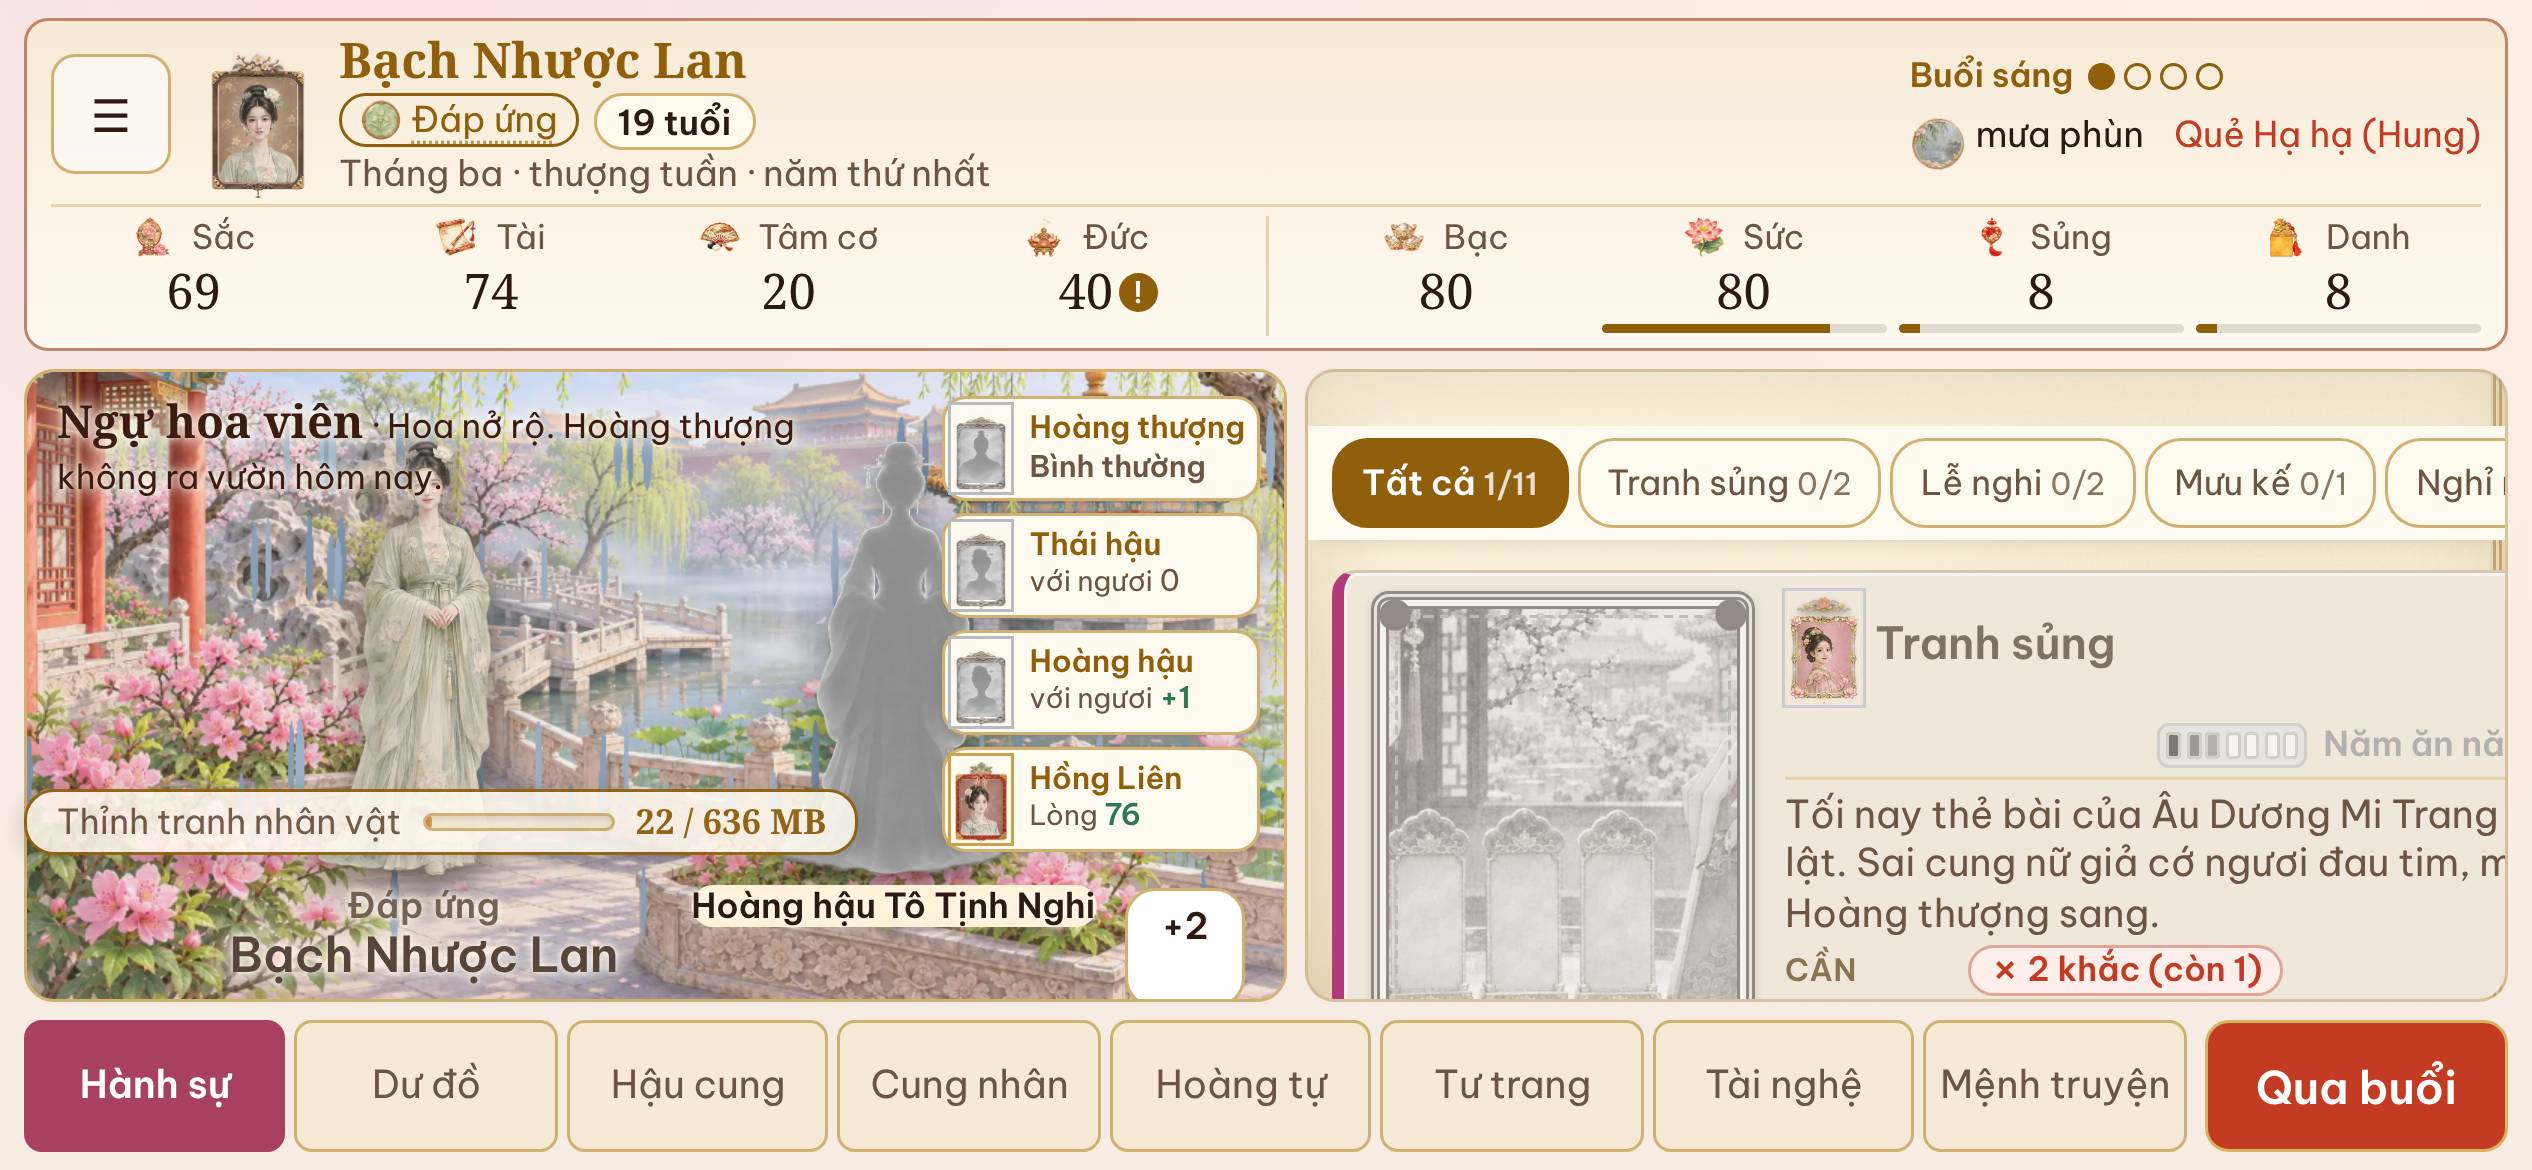 ☰
Bạch Nhược Lan
Đáp ứng
19 tuổi
Tháng ba · thượng tuần · năm thứ nhất
Buổi sáng
mưa phùn Quẻ Hạ hạ (Hung)
Sắc
69
Tài
74
Tâm cơ
20
Đức
40 !
Bạc
80
Sức
80
Sủng
8
Danh
8
Ngự hoa viên · Hoa nở rộ. Hoàng thượng
không ra vườn hôm nay.
Hoàng thượng
Bình thường
Thái hậu
với ngươi 0
Hoàng hậu
với ngươi +1
Hồng Liên
Lòng 76
Thỉnh tranh nhân vật 22 / 636 MB
Đáp ứng
Bạch Nhược Lan
Hoàng hậu Tô Tịnh Nghi
+2
Tất cả 1/11
Tranh sủng 0/2
Lễ nghi 0/2
Mưu kế 0/1
Nghỉ
Tranh sủng
Năm ăn
Tối nay thẻ bài của Âu Dương Mi Trang
lật. Sai cung nữ giả cớ ngươi đau tim,
Hoàng thượng sang.
CẦN × 2 khắc (còn 1)
Hành sự
Dư đồ
Hậu cung
Cung nhân
Hoàng tự
Tư trang
Tài nghệ
Mệnh truyện
Qua buổi